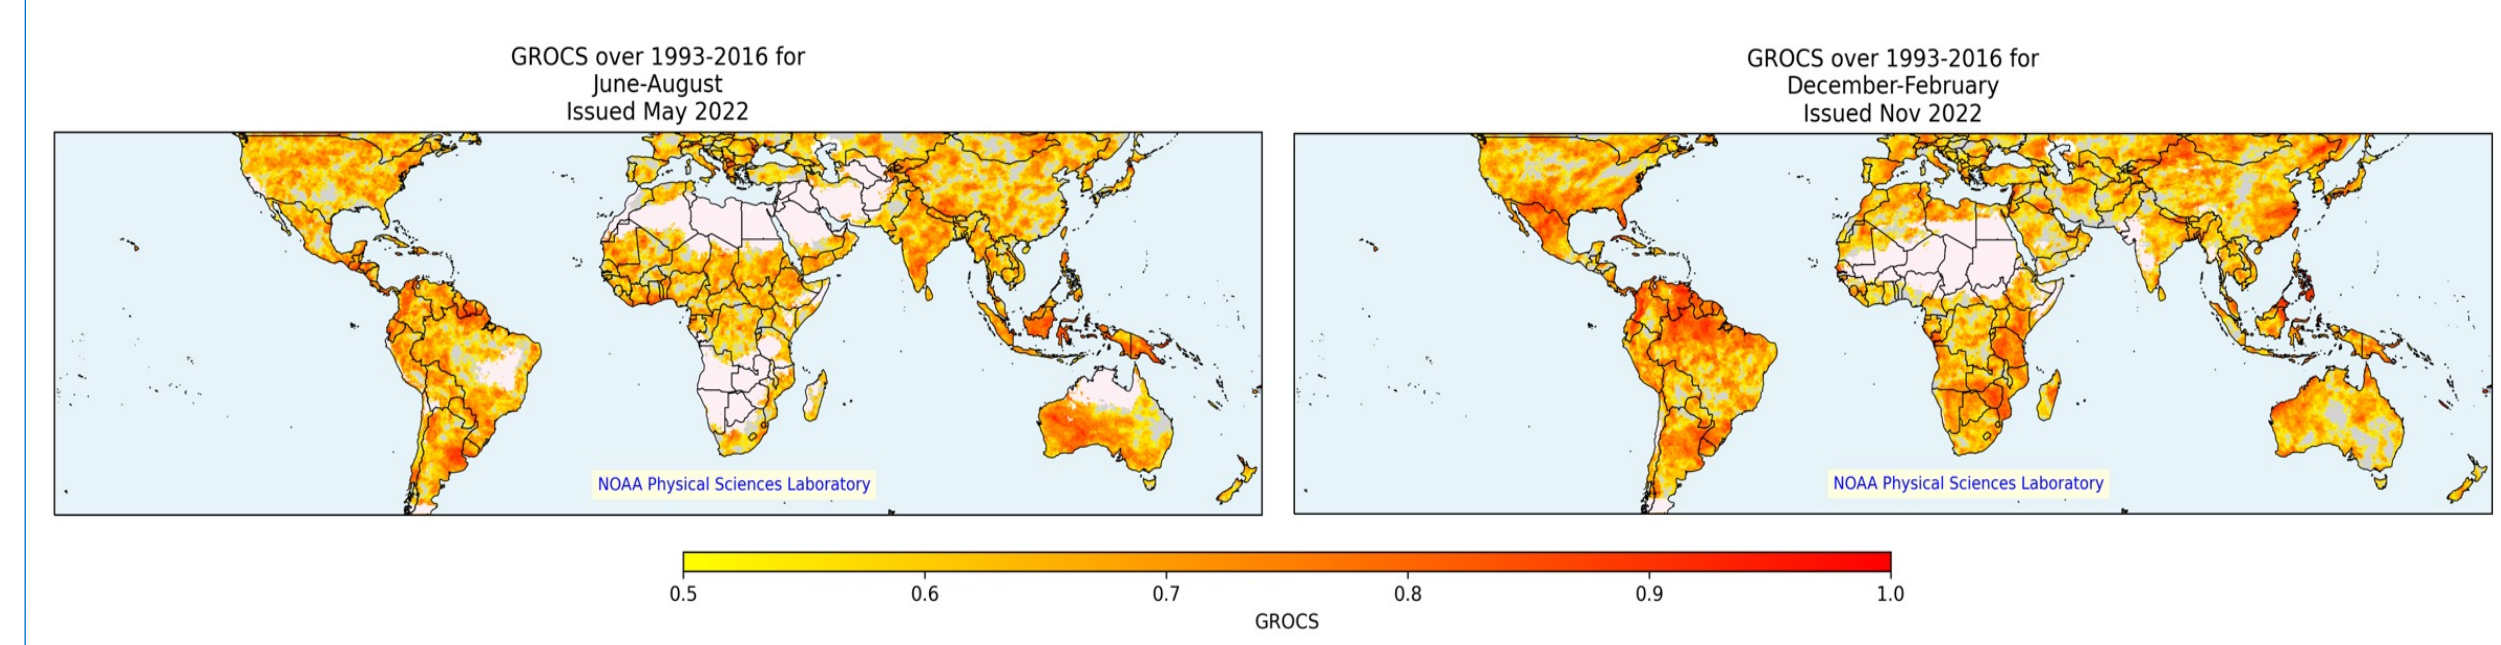 GROCS over 1993-2016 for
June-August
Issued May 2022
GROCS over 1993-2016 for
December-February
Issued Nov 2022
NOAA Physical Sciences Laboratory
NOAA Physical Sciences Laboratory
0.5 0.6 0.7 0.8 0.9 1.0
GROCS